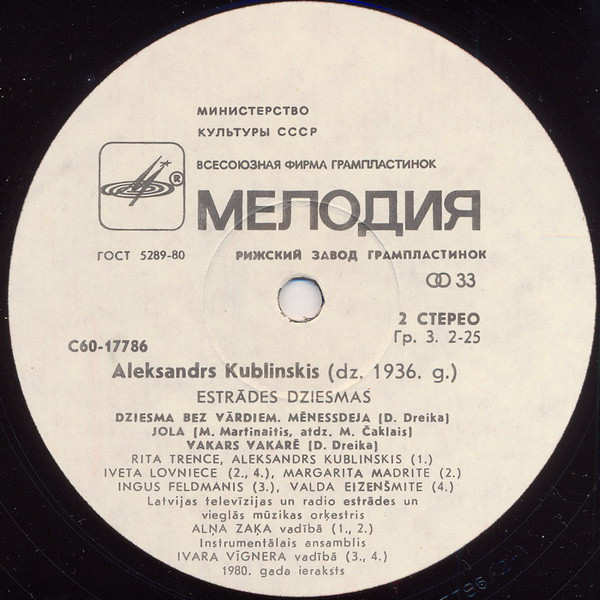 МИНИСТЕРСТВО
КУЛЬТУРЫ СССР
ВСЕСОЮЗНАЯ ФИРМА ГРАМПЛАСТИНОК
®
МЕЛОДИЯ
ГОСТ 5289-80
РИЖСКИЙ ЗАВОД ГРАМПЛАСТИНОК
33
2 СТЕРЕО
Гр. 3. 2-25
С60-17786
Aleksandrs Kublinskis (dz. 1936. g.)
ESTRĀDES DZIESMAS
DZIESMA BEZ VĀRDIEM. MĒNESSDEJA (D. Dreika)
JOLA (M. Martinaitis, atdz. M. Čaklais)
VAKARS VAKARĒ (D. Dreika)
RITA TRENCE, ALEKSANDRS KUBLINSKIS (1.)
IVETA LOVNIECE (2., 4.), MARGARITA MADRITE (2.)
INGUS FELDMANIS (3.), VALDA EIZENŠMITE (4.)
Latvijas televīzijas un radio estrādes un
vieglās mūzikas orķestris
ALŅA ZAĶA vadībā (1., 2.)
Instrumentālais ansamblis
IVARA VĪGNERA vadībā (3., 4.)
1980. gada ieraksts